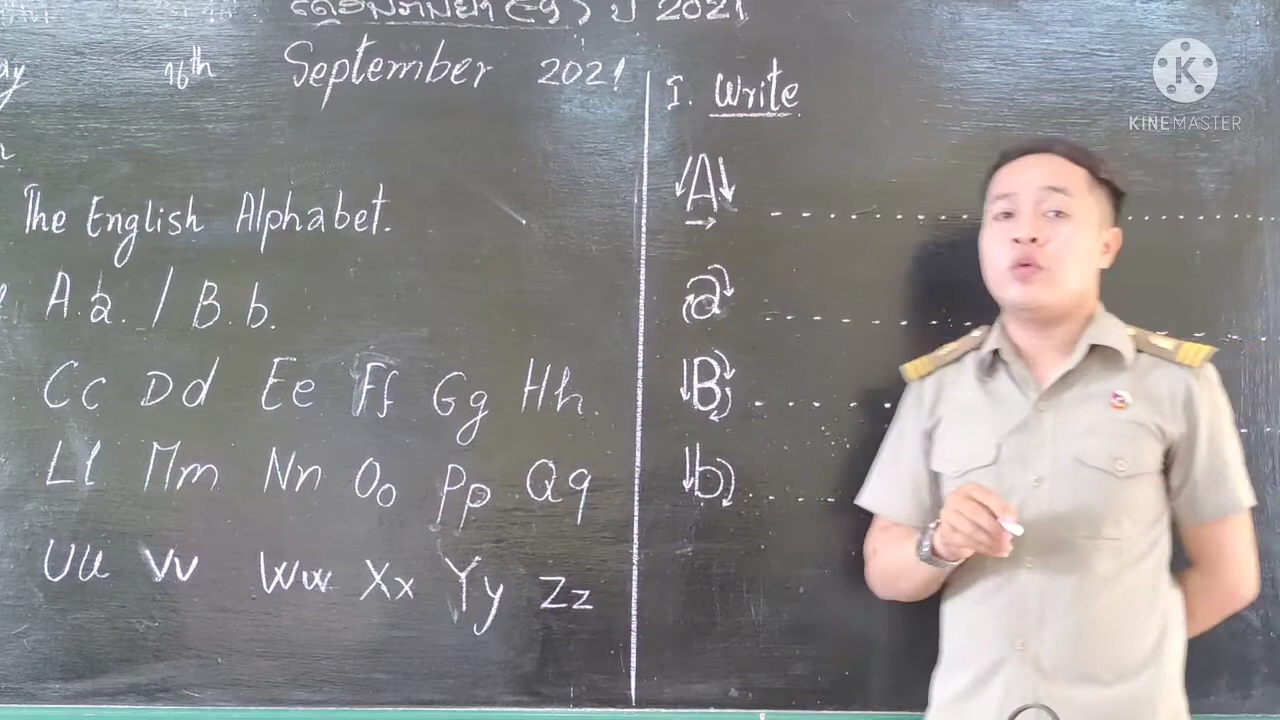 2021
16th September 2021
The English Alphabet.
A.a. / B.b.
Cc Dd Ee Ff Gg Hh.
Ll Mm Nn Oo Pp Qq
Uu Vv Ww Xx Yy Zz
I. Write
A
a
B
b
K
KINEMASTER